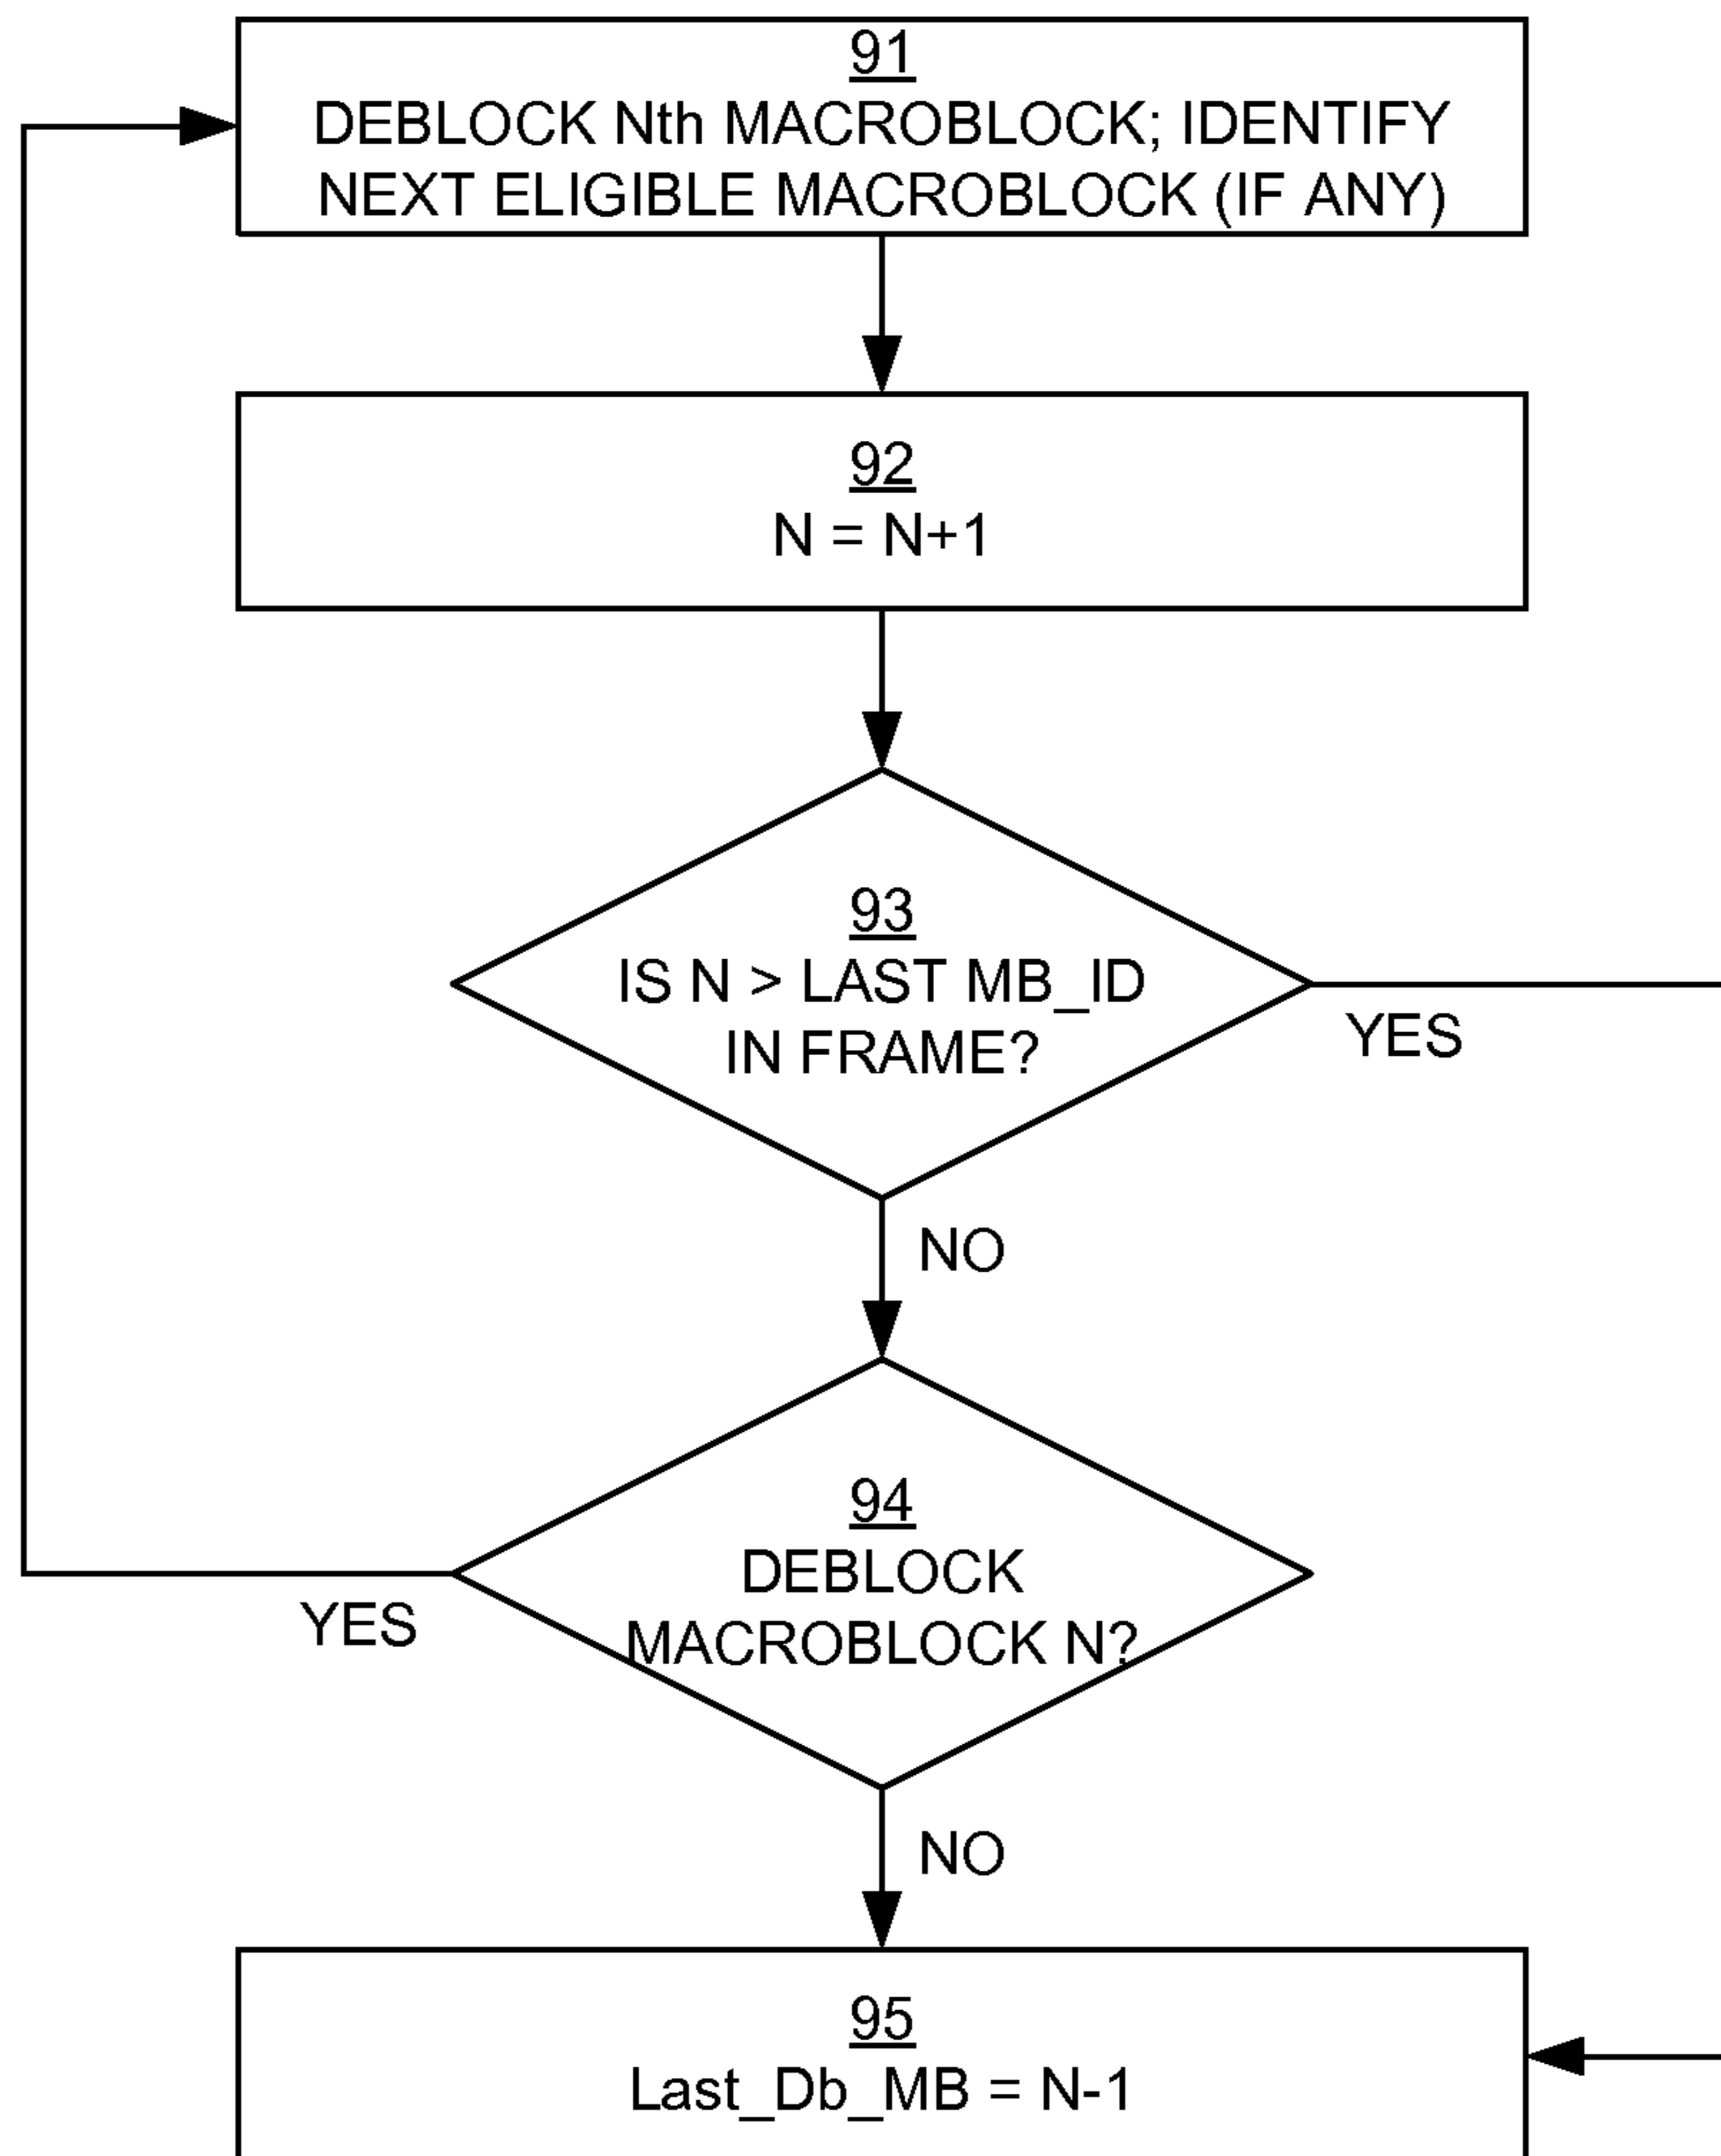 91
DEBLOCK Nth MACROBLOCK; IDENTIFY
NEXT ELIGIBLE MACROBLOCK (IF ANY)
92
N = N+1
93
IS N > LAST MB_ID
IN FRAME?
YES
NO
94
DEBLOCK
MACROBLOCK N?
YES
NO
95
Last_Db_MB = N-1